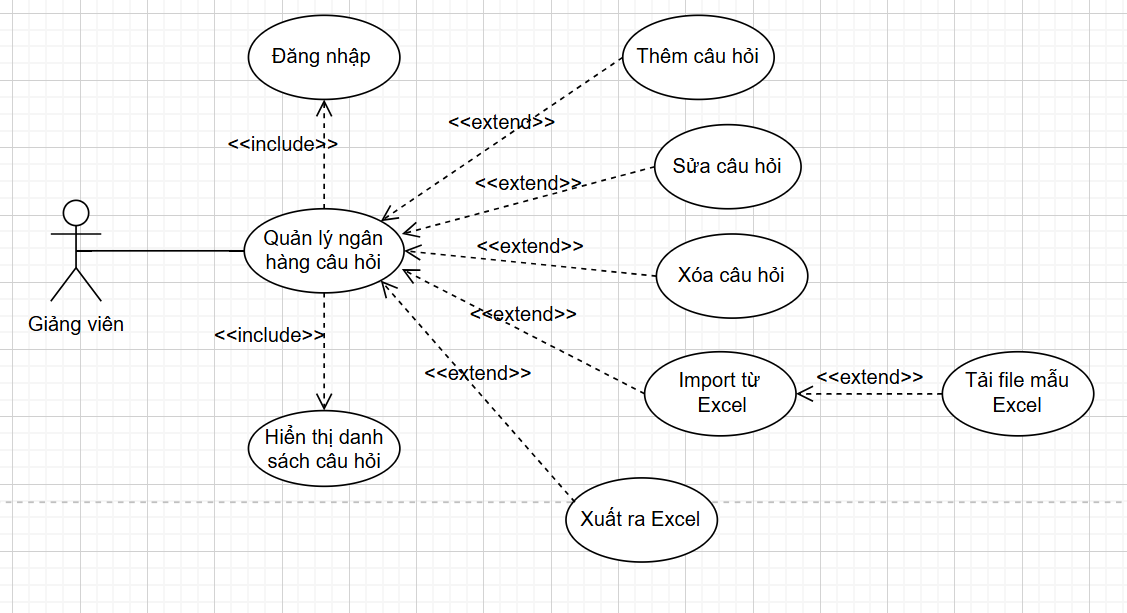 Đăng nhập
Thêm câu hỏi
<<extend>>
<<include>>
Sửa câu hỏi
<<extend>>
Quản lý ngân
hàng câu hỏi
<<extend>>
Xóa câu hỏi
Giảng viên
<<include>>
<<extend>>
<<extend>>
Import từ
Excel
<<extend>>
Tải file mẫu
Excel
Hiển thị danh
sách câu hỏi
Xuất ra Excel